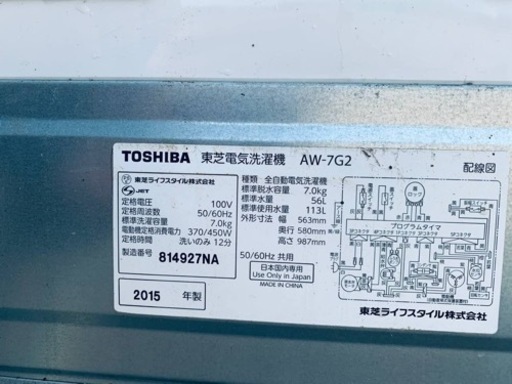 TOSHIBA 東芝電気洗濯機 AW-7G2 配線図
東芝ライフスタイル株式会社
JET
定格電圧 100V
定格周波数 50/60Hz
標準洗濯容量 7.0kg
電動機定格消費電力 370/450W
定格時間 洗いのみ 12分
製造番号 814927NA
2015 年製
種類 全自動電気洗濯機
標準脱水容量 7.0kg
標準水量 56L
標準使用水量 113L
外形寸法 幅 563mm
奥行 580mm
高さ 987mm
50/60Hz 共用
日本国内専用
Use Only in Japan
MADE IN CHINA
ロック
プログラムタイマ
東芝ライフスタイル株式会社